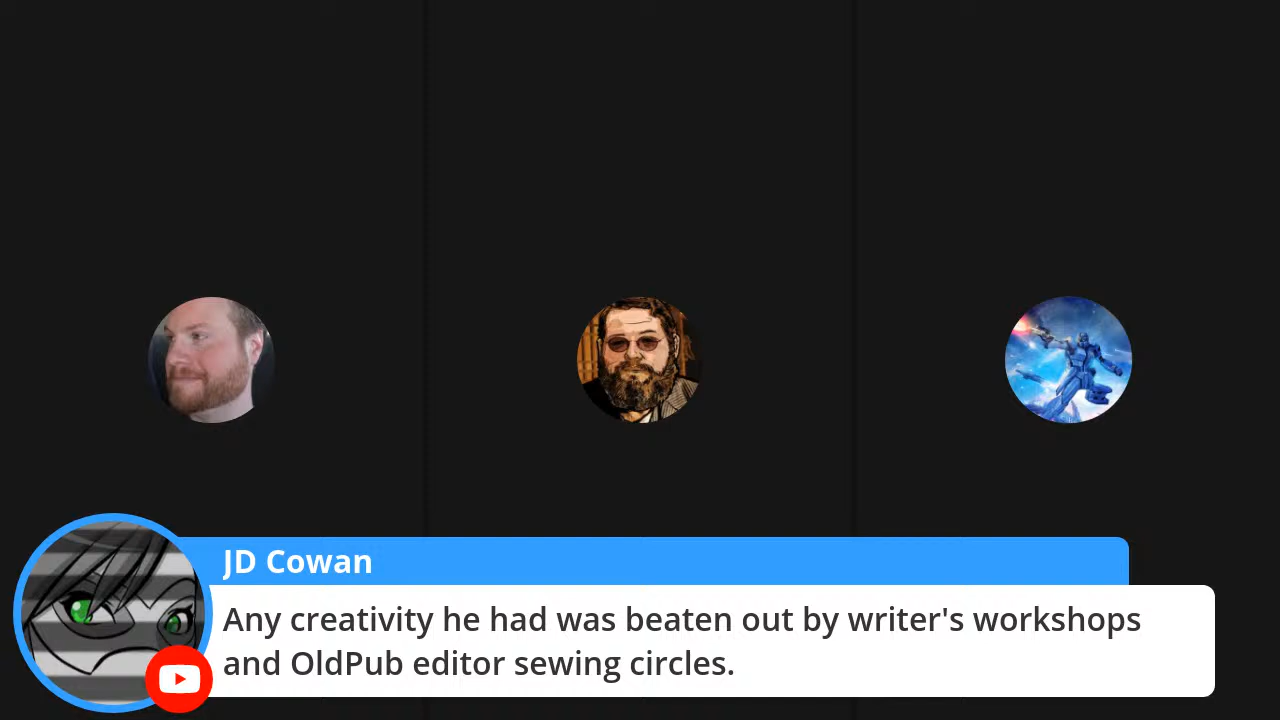 JD Cowan
Any creativity he had was beaten out by writer's workshops
and OldPub editor sewing circles.